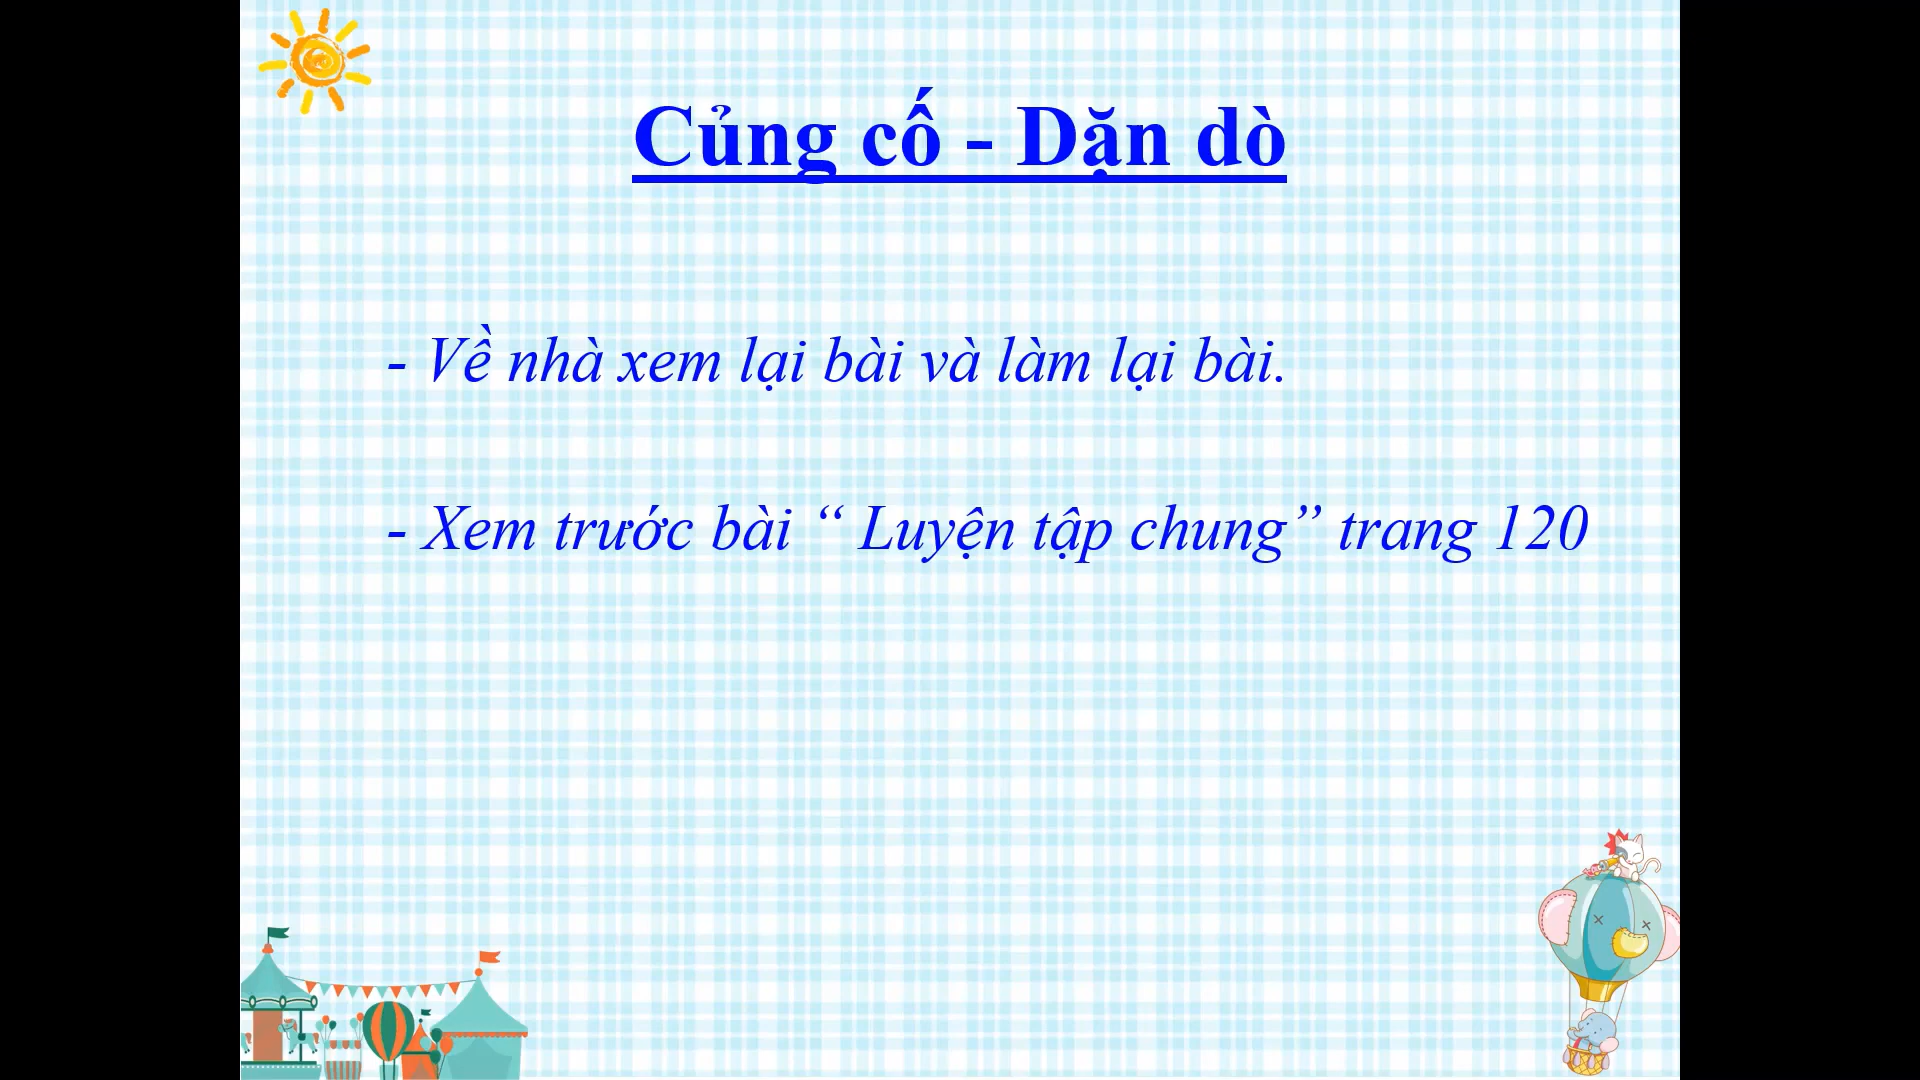 Củng cố - Dặn dò
- Về nhà xem lại bài và làm lại bài.
- Xem trước bài “ Luyện tập chung” trang 120